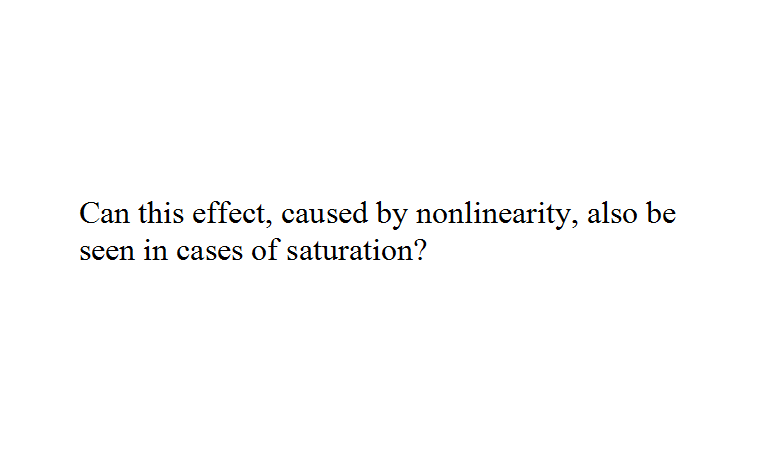 Can this effect, caused by nonlinearity, also be
seen in cases of saturation?